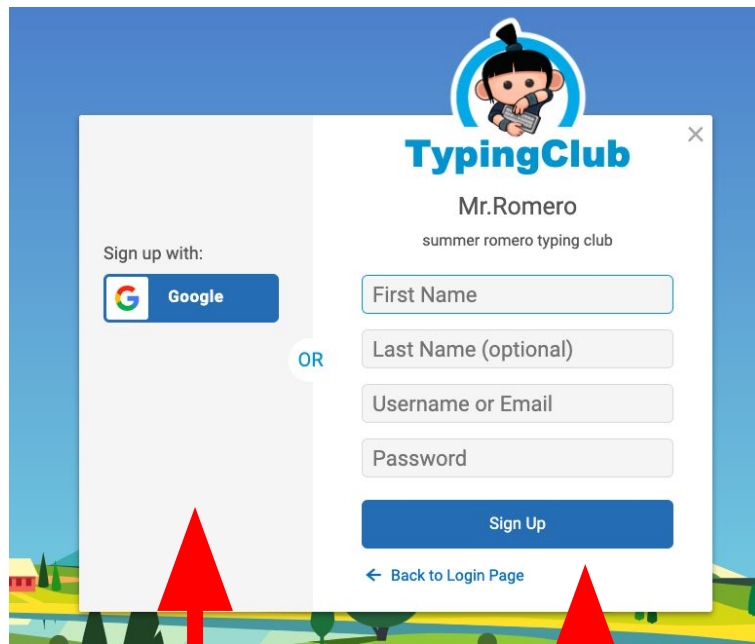 TypingClub
Mr.Romero
summer romero typing club
Sign up with:
Google
OR
First Name
Last Name (optional)
Username or Email
Password
Sign Up
← Back to Login Page